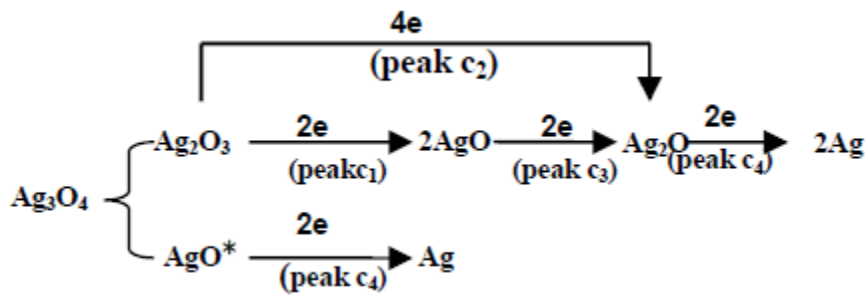 4e
(peak c₂)
Ag₂O₃ 2e (peakc₁) 2AgO 2e (peak c₃) Ag₂O 2e (peak c₄) 2Ag
Ag₃O₄
AgO* 2e (peak c₄) Ag